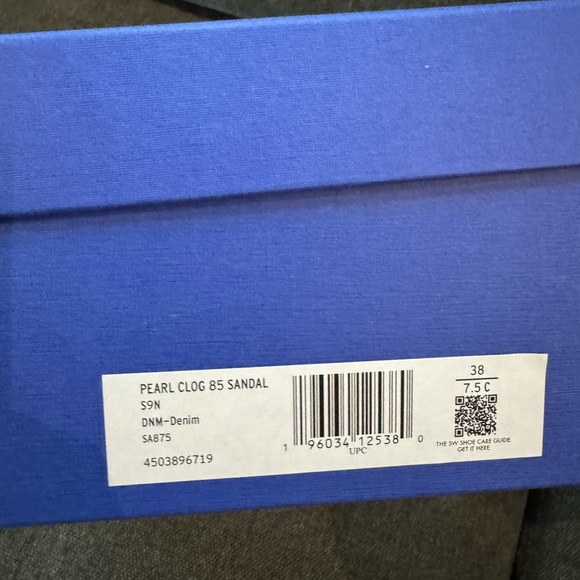 PEARL CLOG 85 SANDAL
S9N
DNM-Denim
SA875
4503896719
1 96034 12538 0
UPC
38
7.5 C
THE SW SHOE CARE GUIDE.
GET IT HERE.